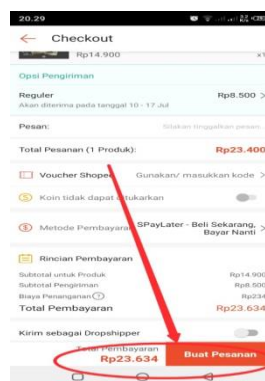 20.29
Checkout
Rp14.900 x1
Opsi Pengiriman
Reguler Rp8.500 >
Akan diterima pada tanggal 10 - 17 Jul
Pesan: Silakan tinggalkan pesan..
Total Pesanan (1 Produk): Rp23.400
Voucher Shopee Gunakan/ masukkan kode >
Koin tidak dapat ditukarkan
Metode Pembayaran SPayLater - Beli Sekarang, >
Bayar Nanti
Rincian Pembayaran
Subtotal untuk Produk Rp14.900
Subtotal Pengiriman Rp8.500
Biaya Penanganan ? Rp234
Total Pembayaran Rp23.634
Kirim sebagai Dropshipper
Total Pembayaran
Rp23.634 Buat Pesanan